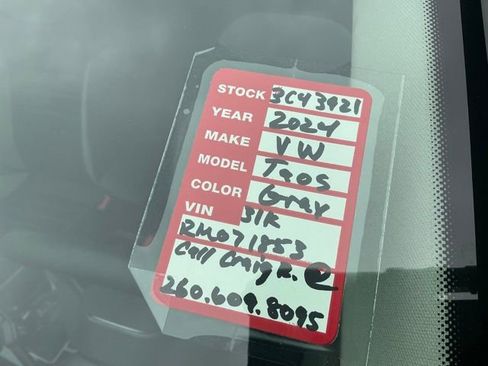 STOCK 3C43921
YEAR 2024
MAKE VW
MODEL Taos
COLOR Gray
VIN 31K
RM071853
Call Craig R. @
260.609.8095